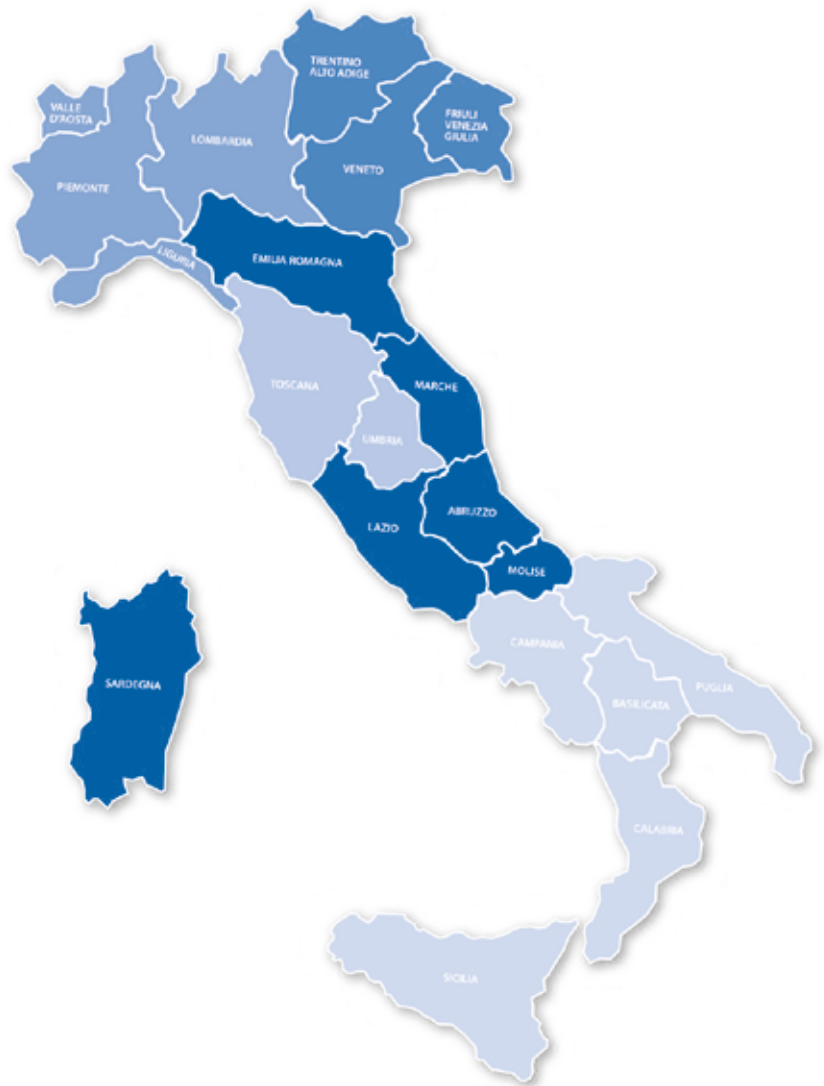 TRENTINO
ALTO ADIGE
VALLE
D'AOSTA
FRIULI
VENEZIA
GIULIA
LOMBARDIA
VENETO
PIEMONTE
LIGURIA
EMILIA ROMAGNA
TOSCANA
MARCHE
UMBRIA
LAZIO
ABRUZZO
MOLISE
CAMPANIA
SARDEGNA
PUGLIA
BASILICATA
CALABRIA
SICILIA